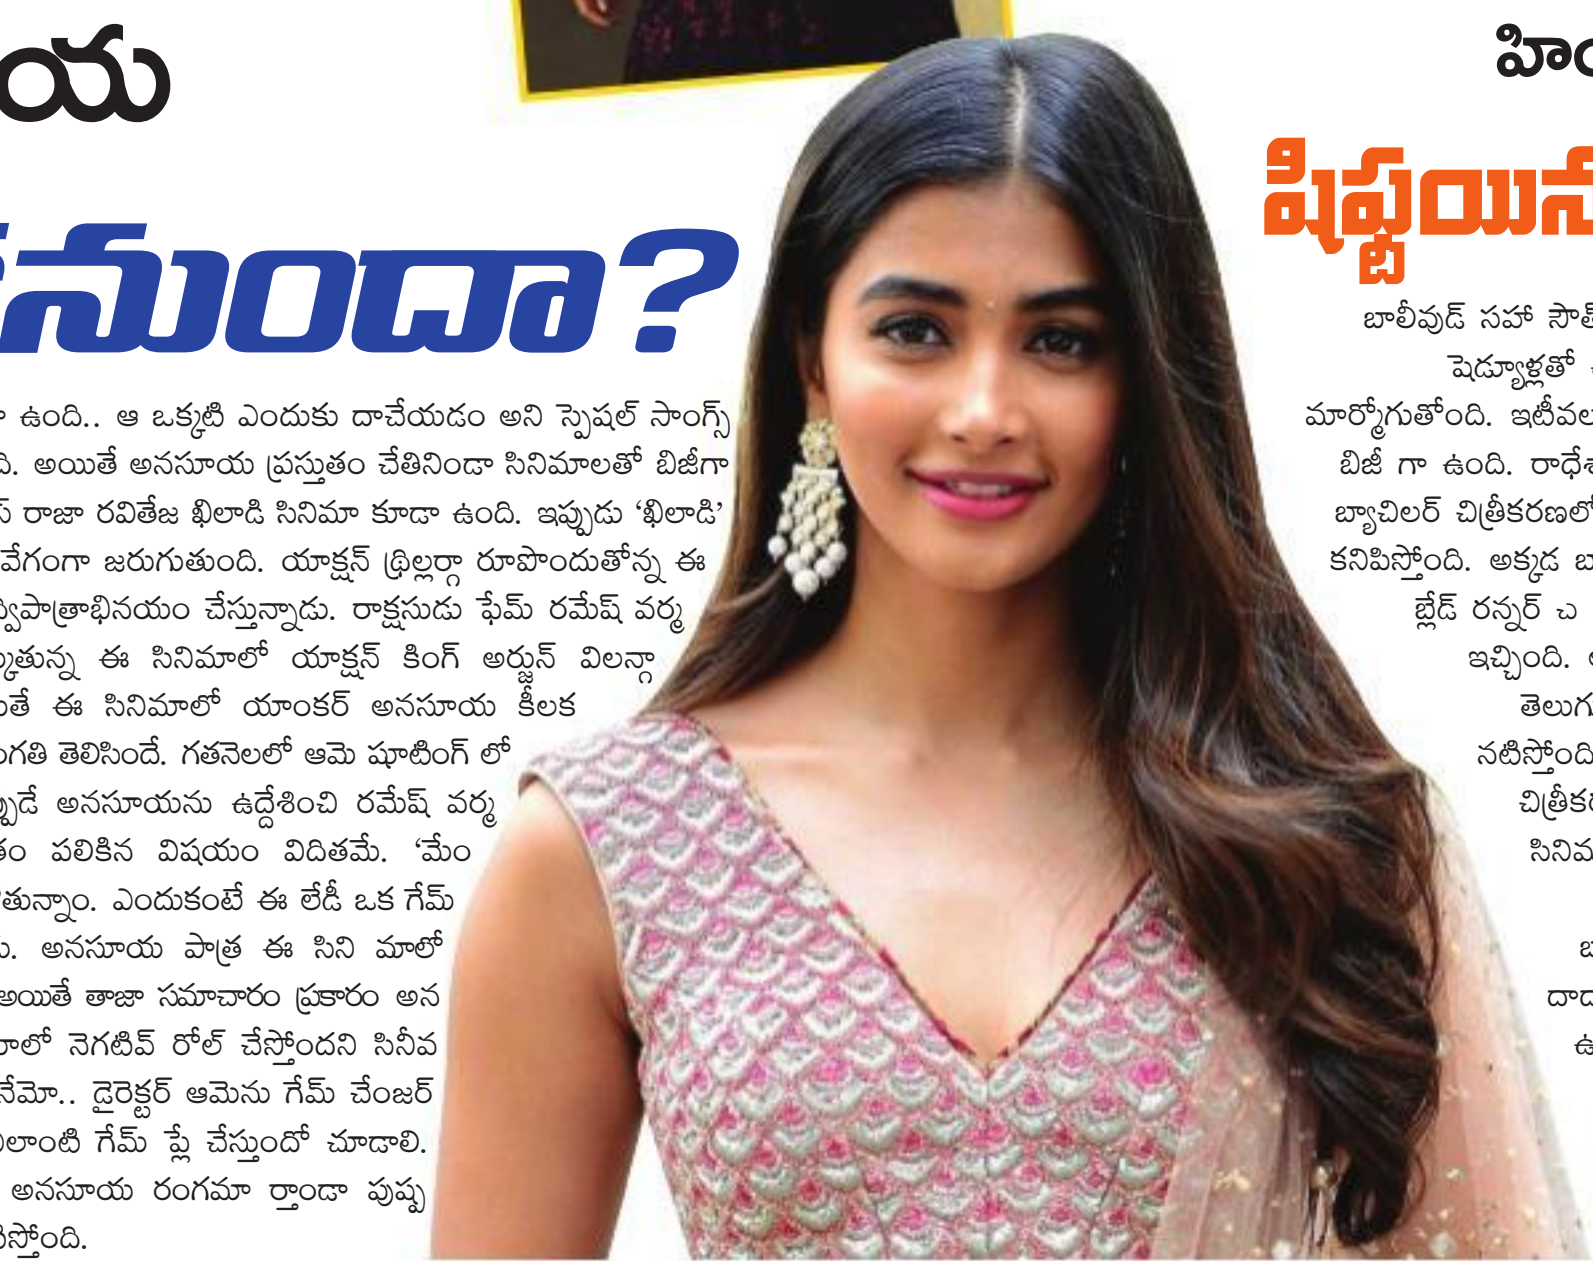 హిం
షిఫ్టయిన
నుందా?
ఉంది.. ఆ ఒక్కటి ఎందుకు దాచేయడం అని స్పెషల్ సాంగ్స్
అయితే అనసూయ ప్రస్తుతం చేతినిండా సినిమాలతో బిజీగా
రాజా రవితేజ ఖిలాడి సినిమా కూడా ఉంది. ఇప్పుడు ‘ఖిలాడి’
వేగంగా జరుగుతుంది. యాక్షన్ థ్రిల్లర్గా రూపొందుతోన్న ఈ
ద్విపాత్రాభినయం చేస్తున్నాడు. రాక్షసుడు ఫేమ్ రమేష్ వర్మ
ఈ సినిమాలో యాక్షన్ కింగ్ అర్జున్ విలన్గా
ఈ సినిమాలో యాంకర్ అనసూయ కీలక
తెలిసిందే. గతనెలలో ఆమె షూటింగ్ లో
అనసూయను ఉద్దేశించి రమేష్ వర్మ
పలికిన విషయం విదితమే. ‘మేం
ఎందుకంటే ఈ లేడీ ఒక గేమ్
అనసూయ పాత్ర ఈ సిని మాలో
అయితే తాజా సమాచారం ప్రకారం అన
నెగటివ్ రోల్ చేస్తోందని సినీవ
డైరెక్టర్ ఆమెను గేమ్ చేంజర్
గేమ్ ప్లే చేస్తుందో చూడాలి.
అనసూయ రంగమా ర్తాండా పుష్ప
బాలీవుడ్ సహా సౌత్
షెడ్యూళ్లతో
మార్మోగుతోంది. ఇటీవల
బిజీ గా ఉంది. రాధేశ
బ్యాచిలర్ చిత్రీకరణలో
కనిపిస్తోంది. అక్కడ బా
బ్లేడ్ రన్నర్ చ
ఇచ్చింది.
తెలుగు
నటిస్తోంది
చిత్రీకర
సినిమ
దాదా
ఉ